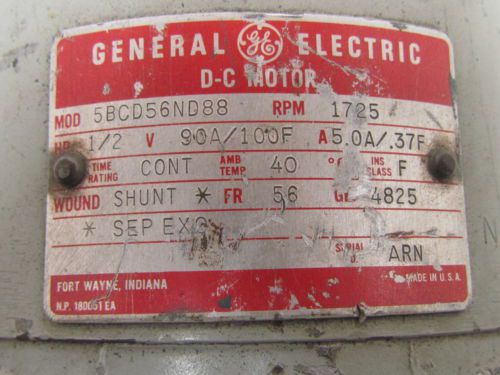 GENERAL GE ELECTRIC
D-C MOTOR
MOD 5BCD56ND88 RPM 1725
HP 1/2 V 90A/100F A 5.0A/.37F
TIME RATING CONT AMB TEMP 40 °C INS CLASS F
WOUND SHUNT * FR 56 GE 4825
* SEP EXC
SERIAL ARN
FORT WAYNE, INDIANA MADE IN U.S.A.
N.P. 180051 EA